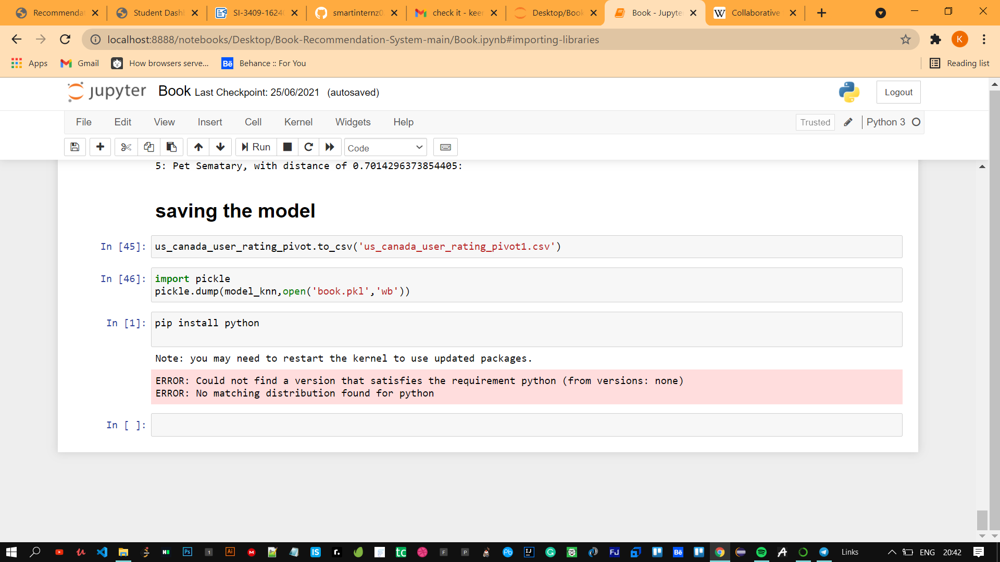 Recommendat
Student Dash
SI-3409-1624
smartinternz0
check it - keer
Desktop/Book
Book - Jupyte
Collaborative
localhost:8888/notebooks/Desktop/Book-Recommendation-System-main/Book.ipynb#importing-libraries
K
Apps
Gmail
How browsers serve...
Behance :: For You
Reading list
jupyter
Book Last Checkpoint: 25/06/2021 (autosaved)
Logout
File
Edit
View
Insert
Cell
Kernel
Widgets
Help
Trusted
Python 3
Run
Code
5: Pet Sematary, with distance of 0.7014296373854405:
saving the model
In [45]: us_canada_user_rating_pivot.to_csv('us_canada_user_rating_pivot1.csv')
In [46]: import pickle
pickle.dump(model_knn,open('book.pkl','wb'))
In [1]: pip install python
Note: you may need to restart the kernel to use updated packages.
ERROR: Could not find a version that satisfies the requirement python (from versions: none)
ERROR: No matching distribution found for python
In [ ]:
Links
ENG
20:42